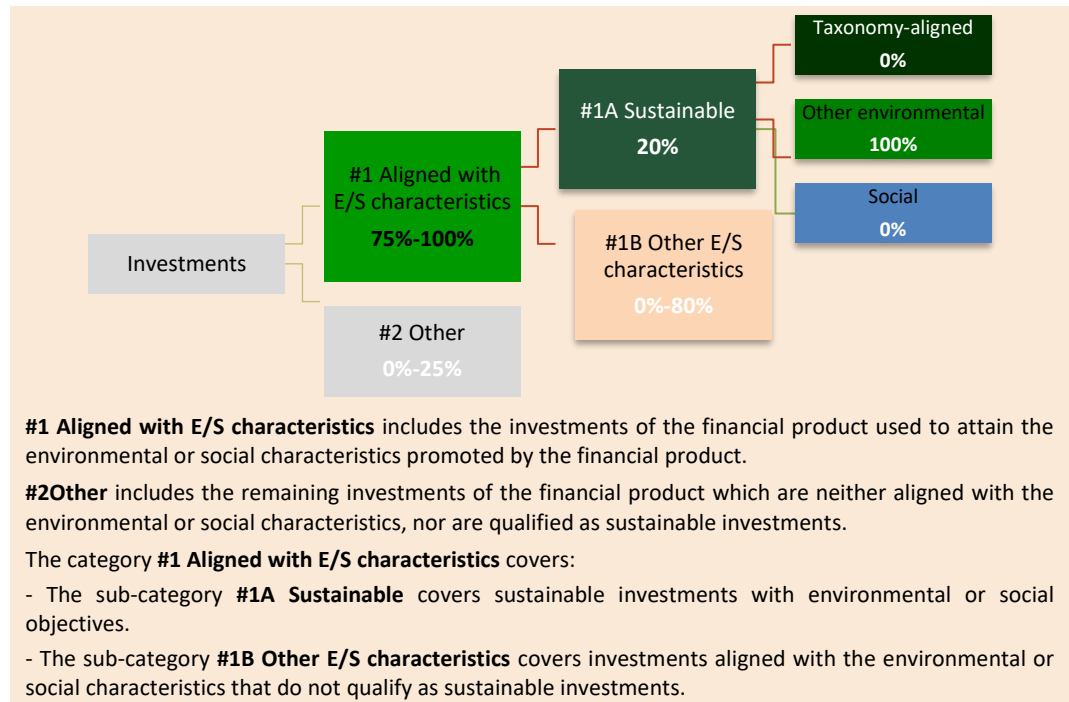 Taxonomy-aligned
0%
#1A Sustainable
20%
Other environmental
100%
#1 Aligned with
E/S characteristics
75%-100%
Social
0%
#1B Other E/S
characteristics
0%-80%
Investments
#2 Other
0%-25%
#1 Aligned with E/S characteristics includes the investments of the financial product used to attain the
environmental or social characteristics promoted by the financial product.
#2Other includes the remaining investments of the financial product which are neither aligned with the
environmental or social characteristics, nor are qualified as sustainable investments.
The category #1 Aligned with E/S characteristics covers:
- The sub-category #1A Sustainable covers sustainable investments with environmental or social
objectives.
- The sub-category #1B Other E/S characteristics covers investments aligned with the environmental or
social characteristics that do not qualify as sustainable investments.